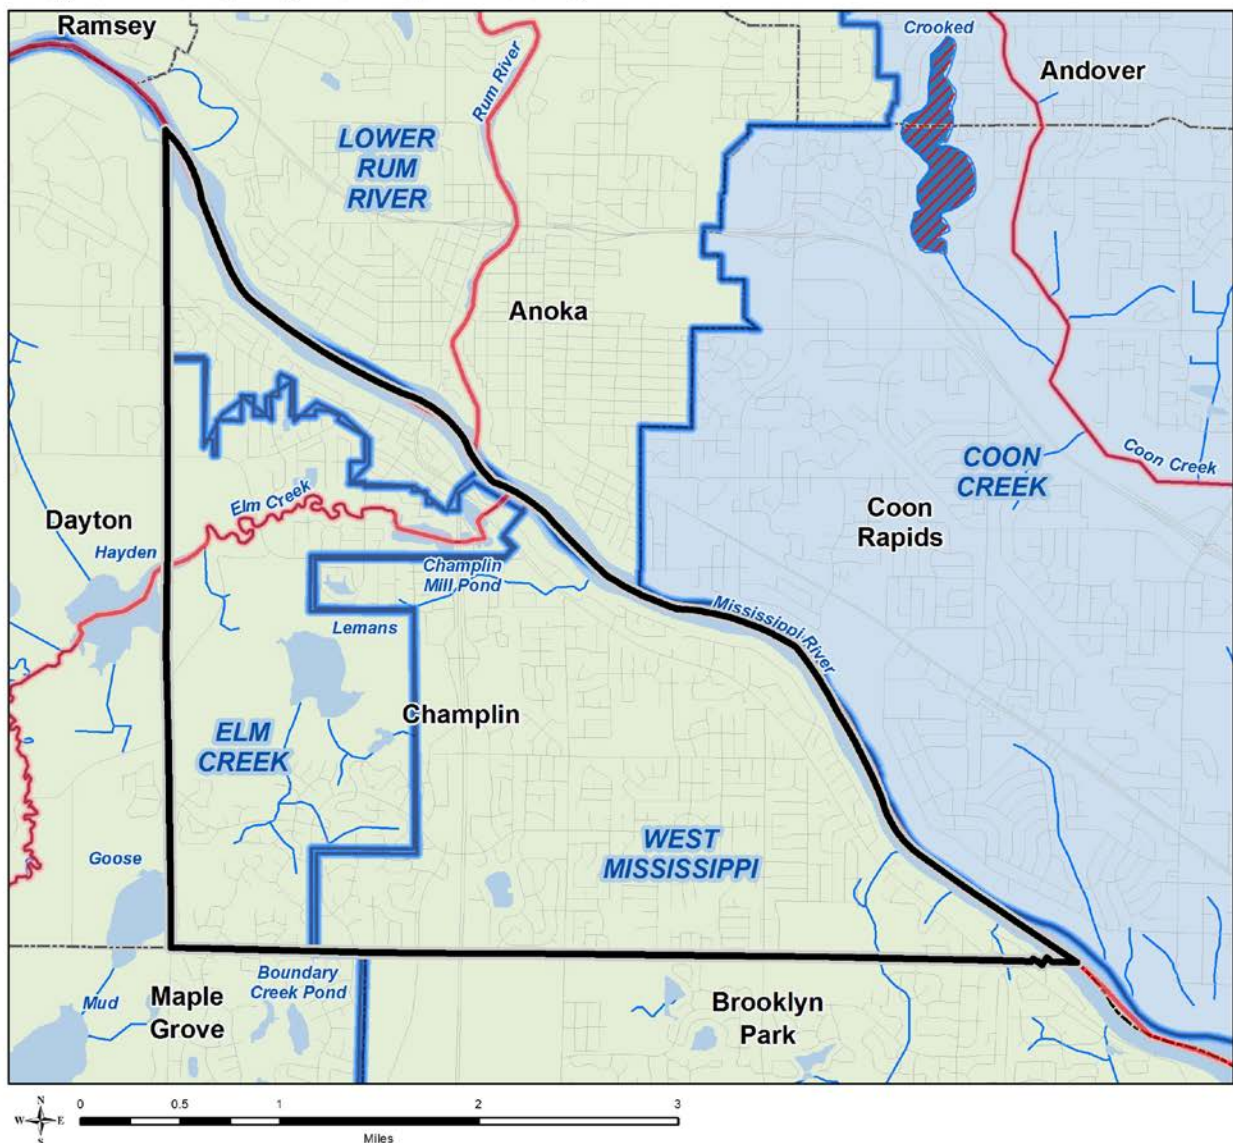 Ramsey
Crooked
Andover
Rum River
LOWER
RUM
RIVER
Anoka
COON
CREEK
Coon Creek
Coon
Rapids
Elm Creek
Dayton
Hayden
Champlin
Mill Pond
Mississippi River
Lemans
Champlin
ELM
CREEK
WEST
MISSISSIPPI
Goose
Boundary
Creek Pond
Mud
Maple
Grove
Brooklyn
Park
N
W E
S
0 0.5 1 2 3
Miles